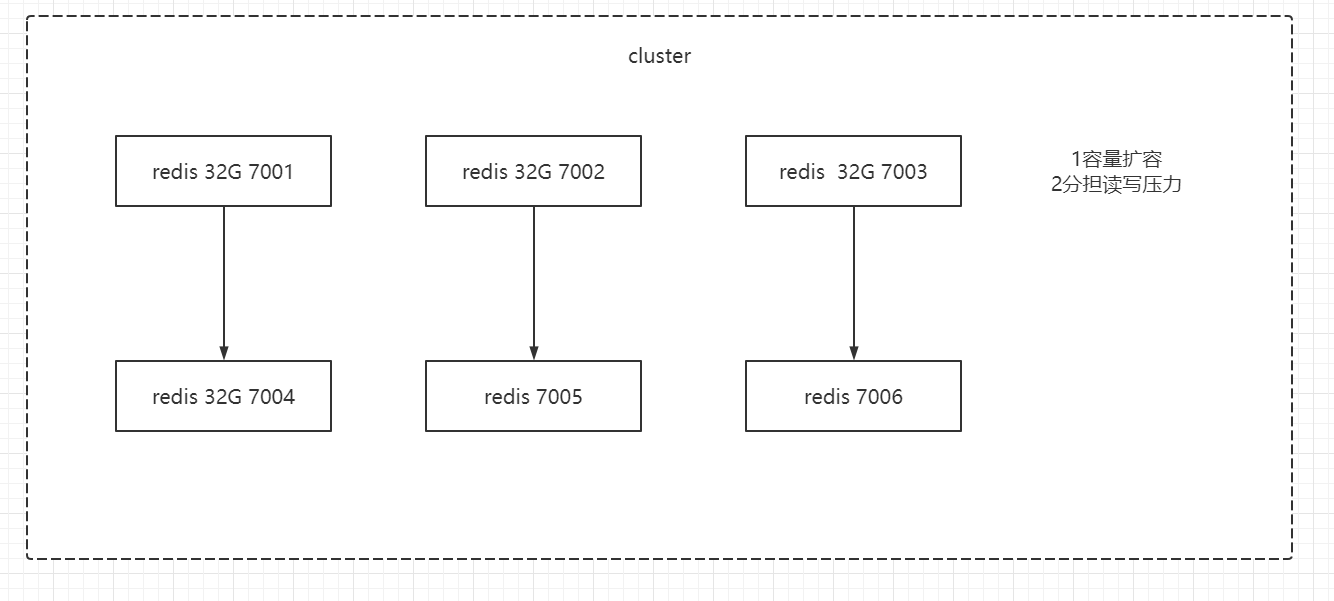 cluster
redis 32G 7001
redis 32G 7002
redis  32G 7003
1容量扩容
2分担读写压力
redis 32G 7004
redis 7005
redis 7006